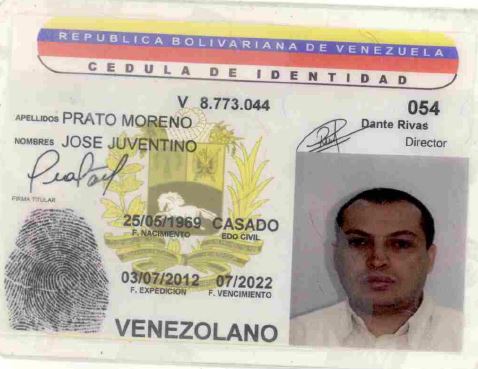 REPUBLICA BOLIVARIANA DE VENEZUELA
CEDULA DE IDENTIDAD
V 8.773.044
054
APELLIDOS PRATO MORENO
Dante Rivas
Director
NOMBRES JOSE JUVENTINO
FIRMA TITULAR
25/05/1969 CASADO
F. NACIMIENTO EDO CIVIL
03/07/2012 07/2022
F. EXPEDICION F. VENCIMIENTO
VENEZOLANO